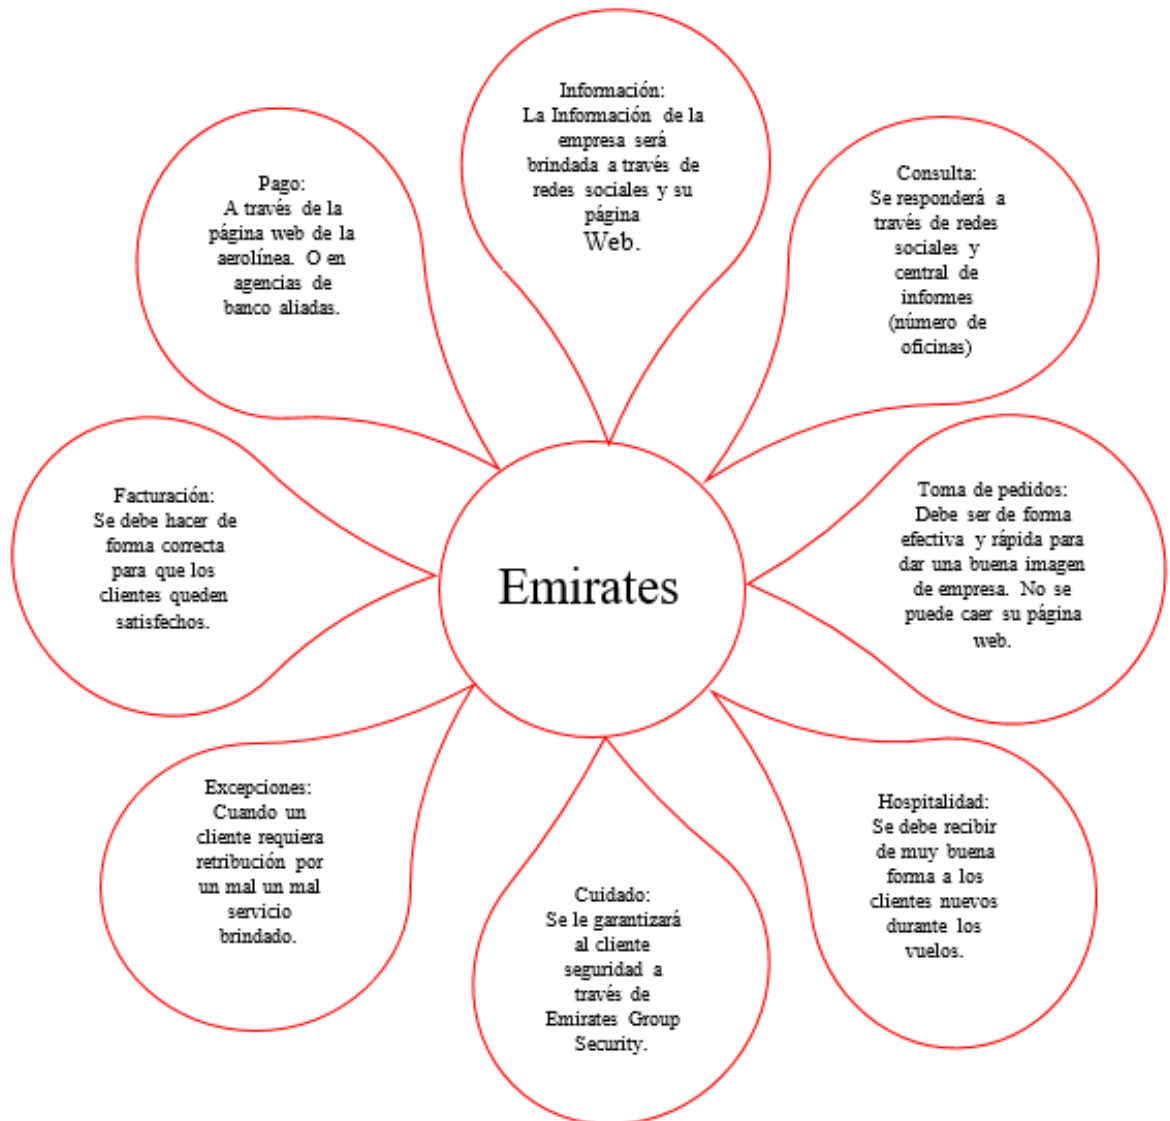 Información:
La Información de la
empresa será
brindada a través de
redes sociales y su
página
Web.
Consulta:
Se responderá a
través de redes
sociales y
central de
informes
(número de
oficinas)
Toma de pedidos:
Debe ser de forma
efectiva y rápida para
dar una buena imagen
de empresa. No se
puede caer su página
web.
Hospitalidad:
Se debe recibir
de muy buena
forma a los
clientes nuevos
durante los
vuelos.
Cuidado:
Se le garantizará
al cliente
seguridad a
través de
Emirates Group
Security.
Excepciones:
Cuando un
cliente requiera
retribución por
un mal un mal
servicio
brindado.
Facturación:
Se debe hacer de
forma correcta
para que los
clientes queden
satisfechos.
Pago:
A través de la
página web de la
aerolínea. O en
agencias de
banco aliadas.
Emirates